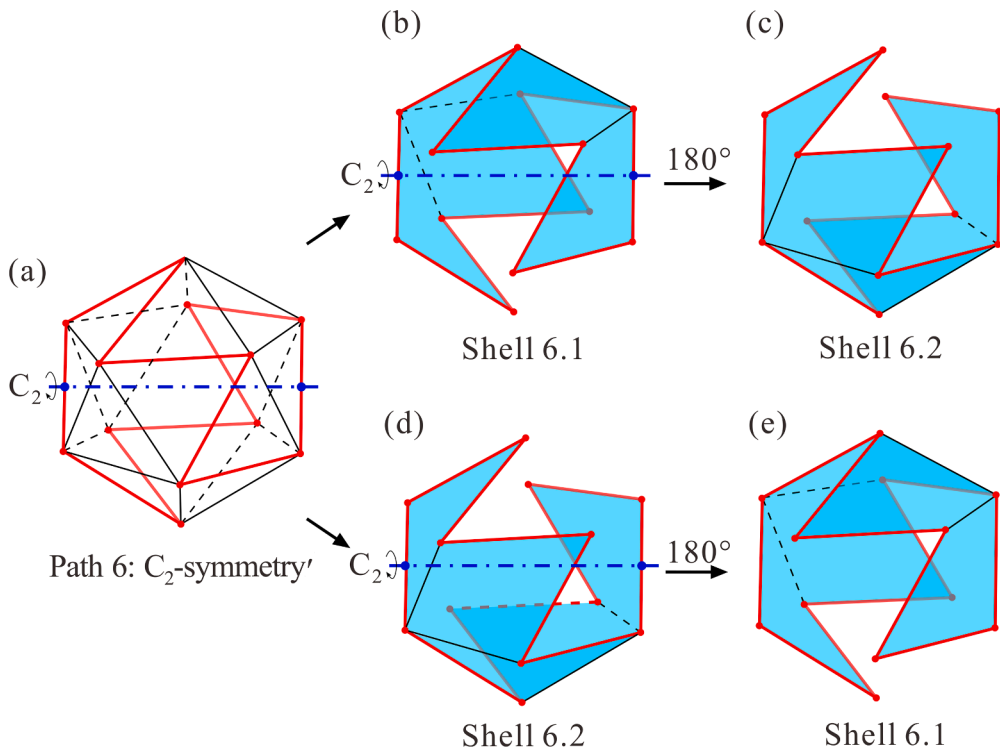 (b)
(c)
C₂
180°
(a)
Shell 6.1
Shell 6.2
C₂
(d)
(e)
Path 6: C₂-symmetry′
C₂
180°
Shell 6.2
Shell 6.1